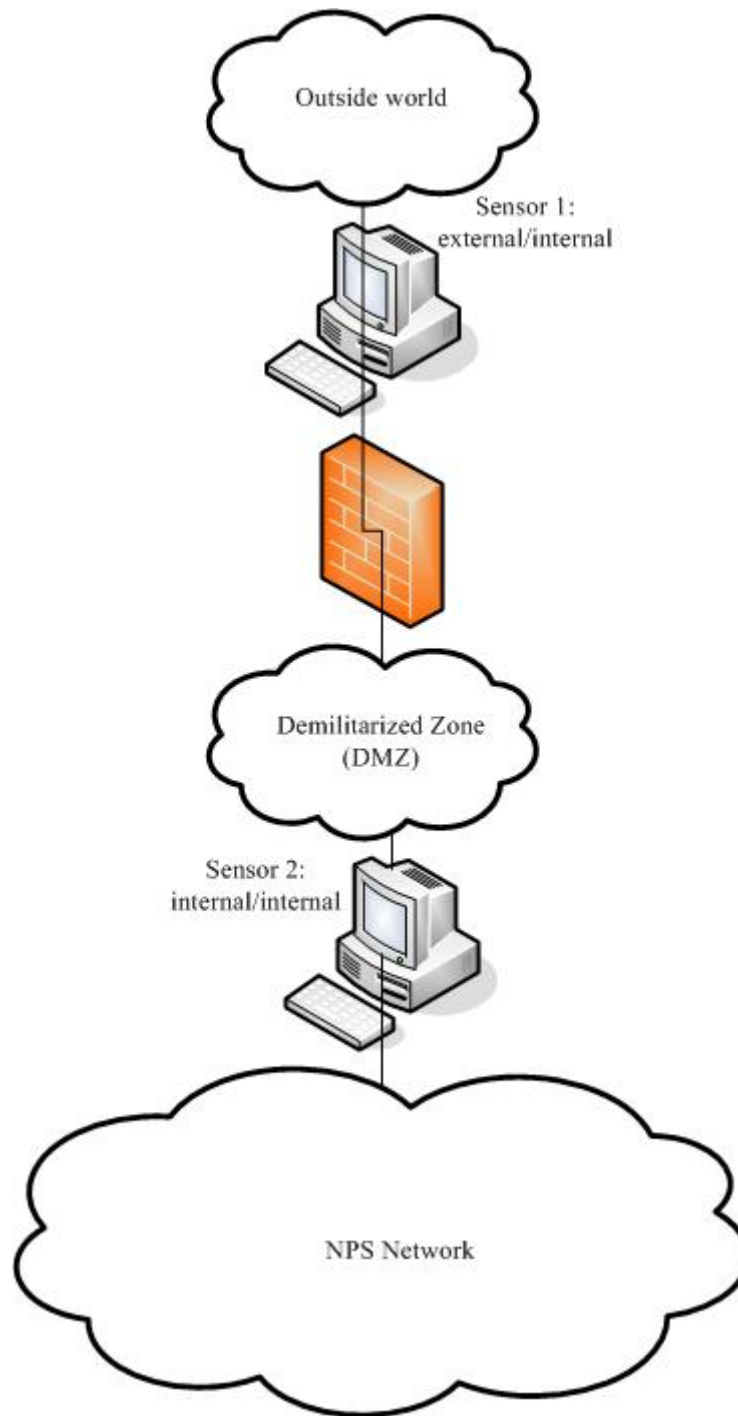 Outside world
Sensor 1:
external/internal
Demilitarized Zone
(DMZ)
Sensor 2:
internal/internal
NPS Network